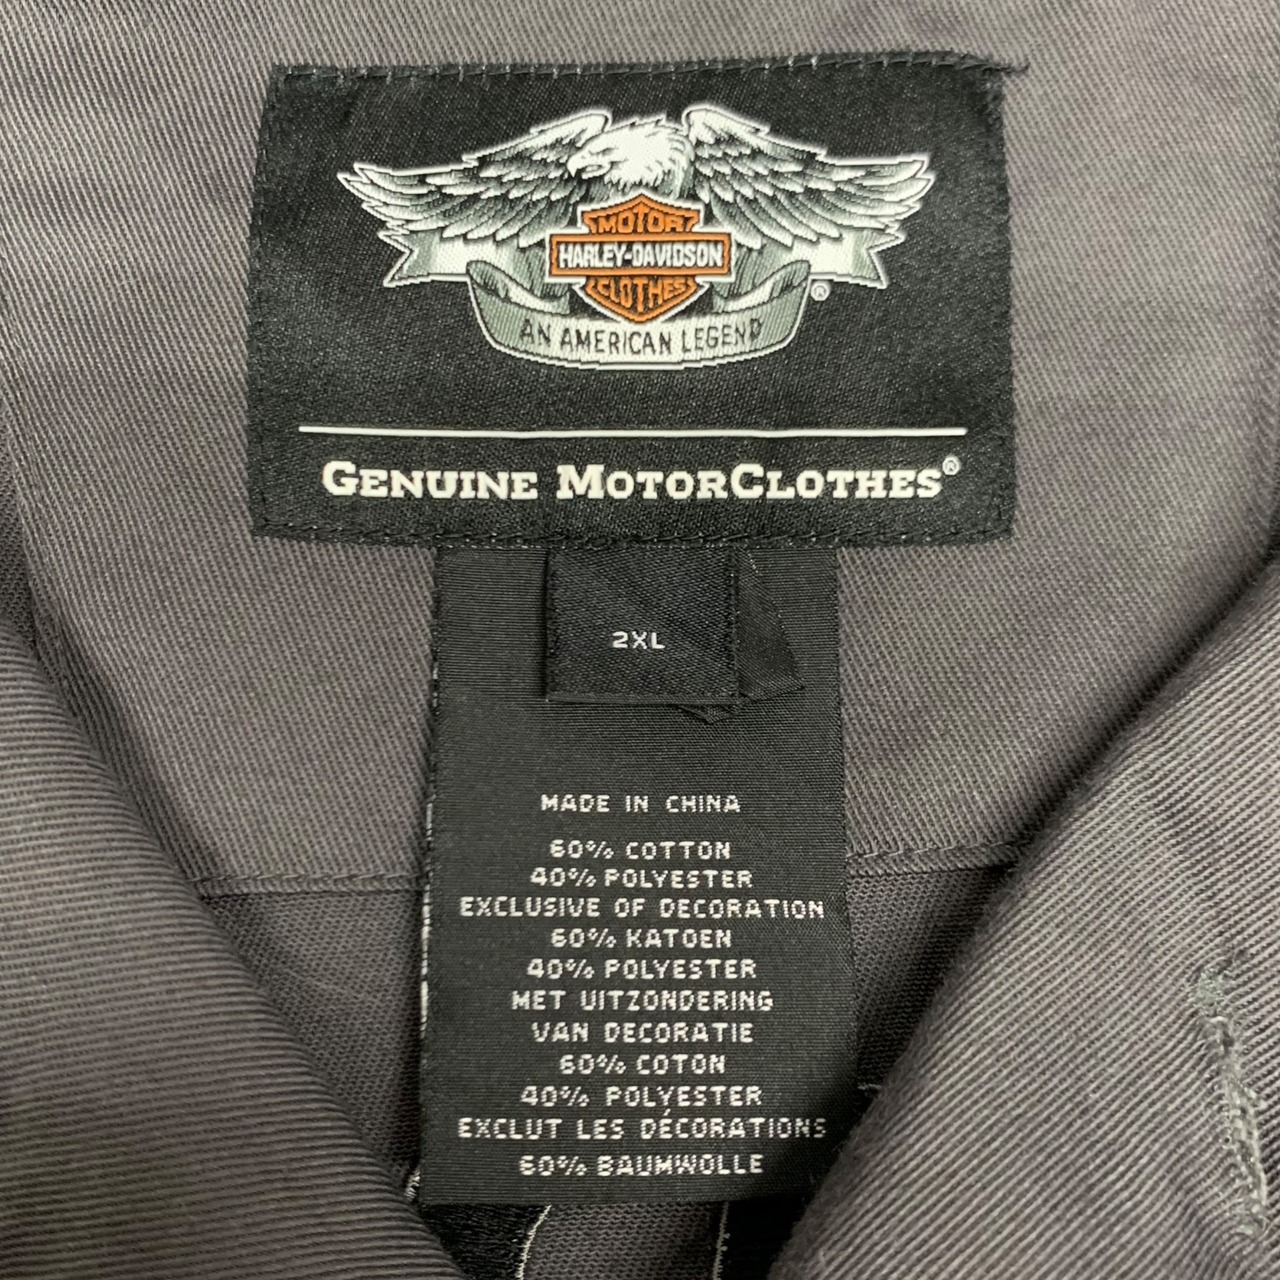 MOTOR
HARLEY-DAVIDSON
CLOTHES
®
AN AMERICAN LEGEND
GENUINE MOTORCLOTHES®
2XL
MADE IN CHINA
60% COTTON
40% POLYESTER
EXCLUSIVE OF DECORATION
60% KATOEN
40% POLYESTER
MET UITZONDERING
VAN DECORATIE
60% COTON
40% POLYESTER
EXCLUT LES DÉCORATIONS
60% BAUMWOLLE